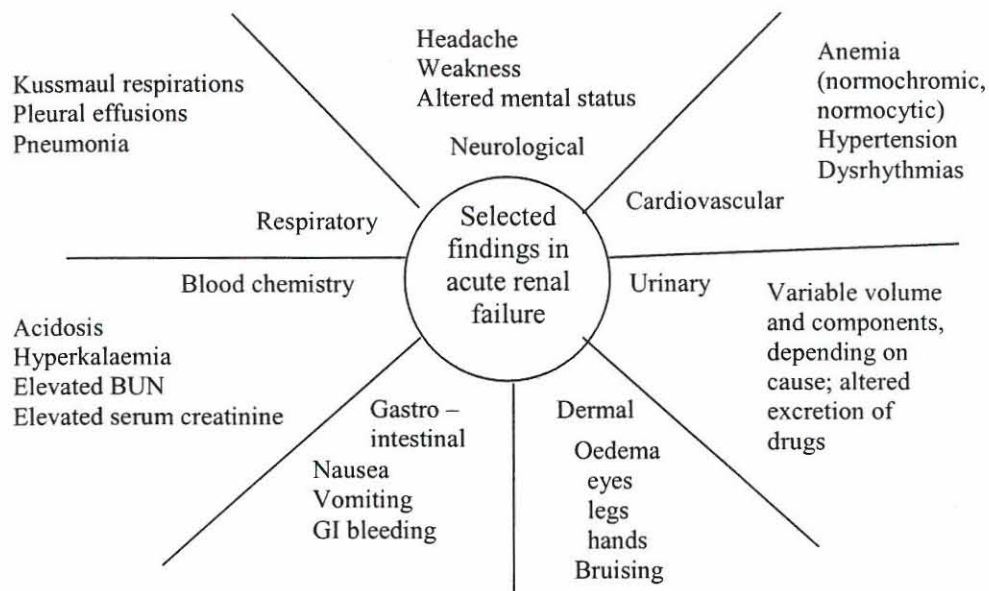 Headache
Weakness
Altered mental status
Neurological
Kussmaul respirations
Pleural effusions
Pneumonia
Respiratory
Anemia
(normochromic,
normocytic)
Hypertension
Dysrhythmias
Cardiovascular
Selected
findings in
acute renal
failure
Blood chemistry
Acidosis
Hyperkalaemia
Elevated BUN
Elevated serum creatinine
Urinary
Variable volume
and components,
depending on
cause; altered
excretion of
drugs
Gastro –
intestinal
Nausea
Vomiting
GI bleeding
Dermal
Oedema
eyes
legs
hands
Bruising